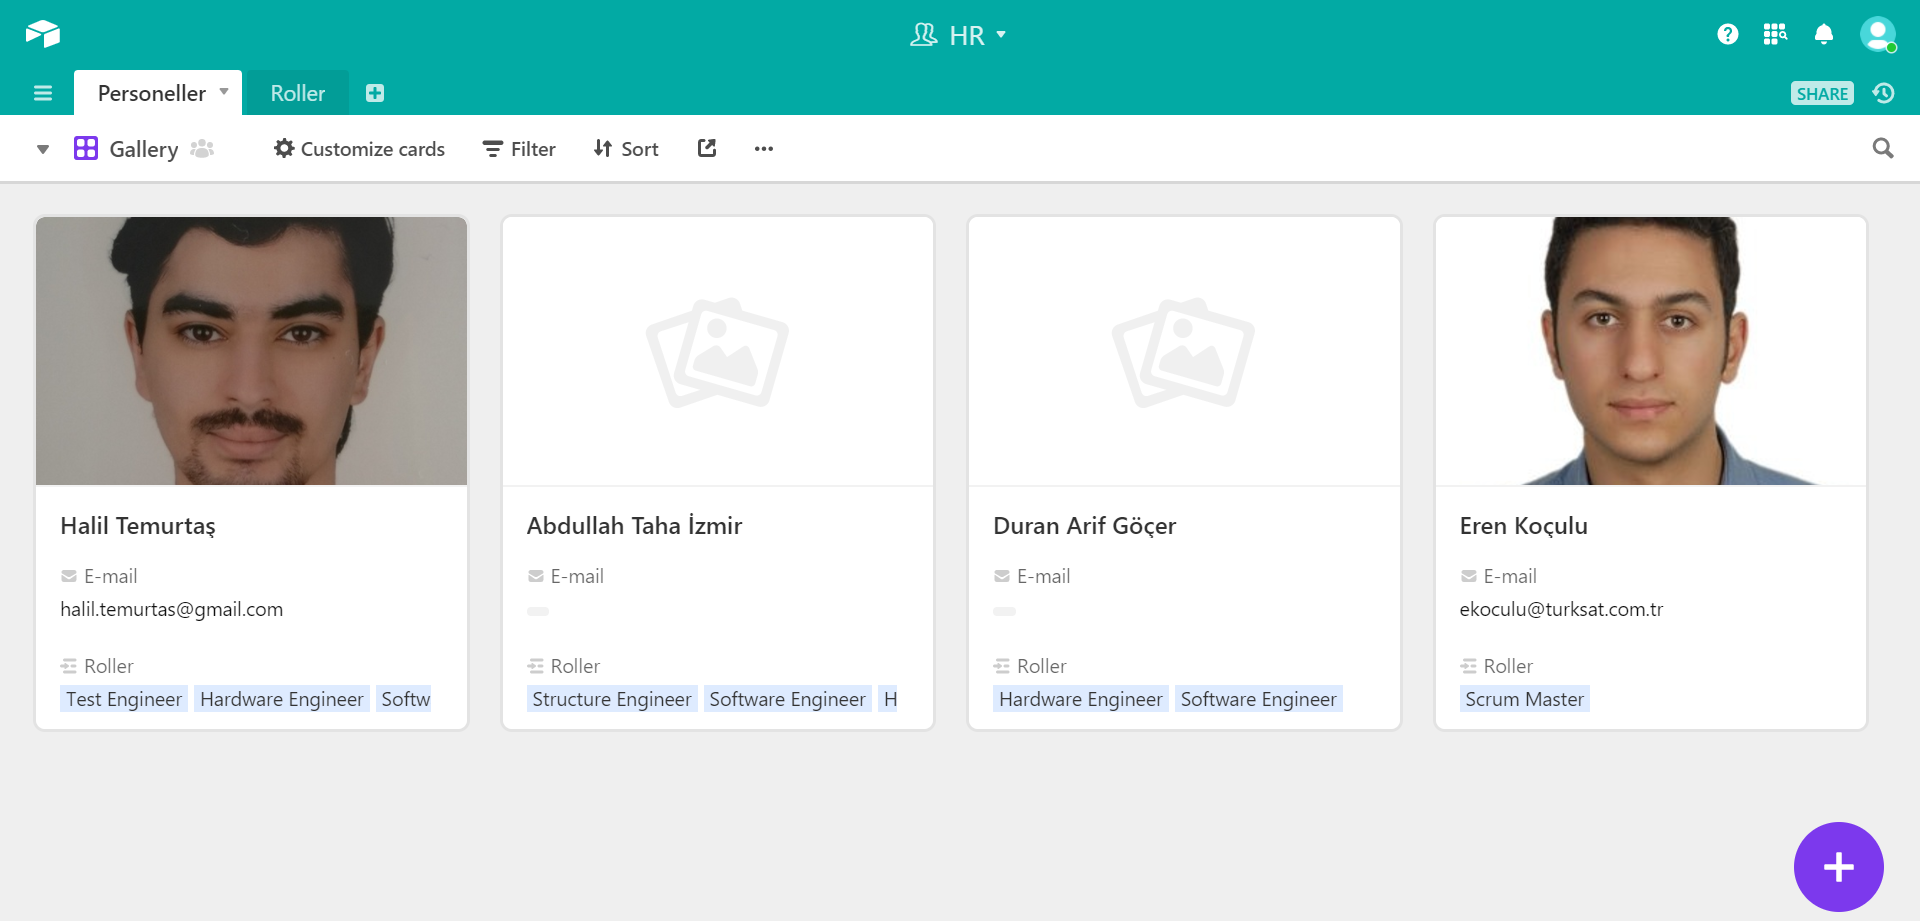 HR
Personeller
Roller
SHARE
Gallery
Customize cards
Filter
Sort
Halil Temurtaş
E-mail
halil.temurtas@gmail.com
Roller
Test Engineer Hardware Engineer Softw
Abdullah Taha İzmir
E-mail
Roller
Structure Engineer Software Engineer H
Duran Arif Göçer
E-mail
Roller
Hardware Engineer Software Engineer
Eren Koçulu
E-mail
ekoculu@turksat.com.tr
Roller
Scrum Master